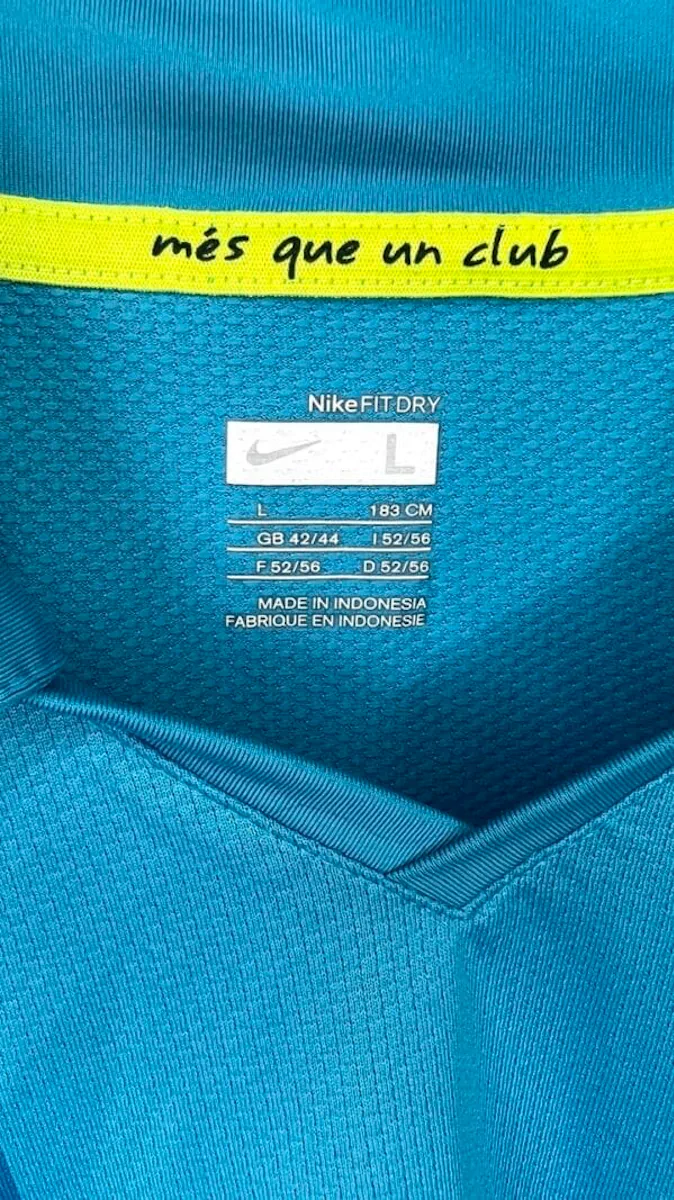 més que un club
NikeFIT DRY
L
L 183 CM
GB 42/44 I 52/56
F 52/56 D 52/56
MADE IN INDONESIA
FABRIQUE EN INDONESIE